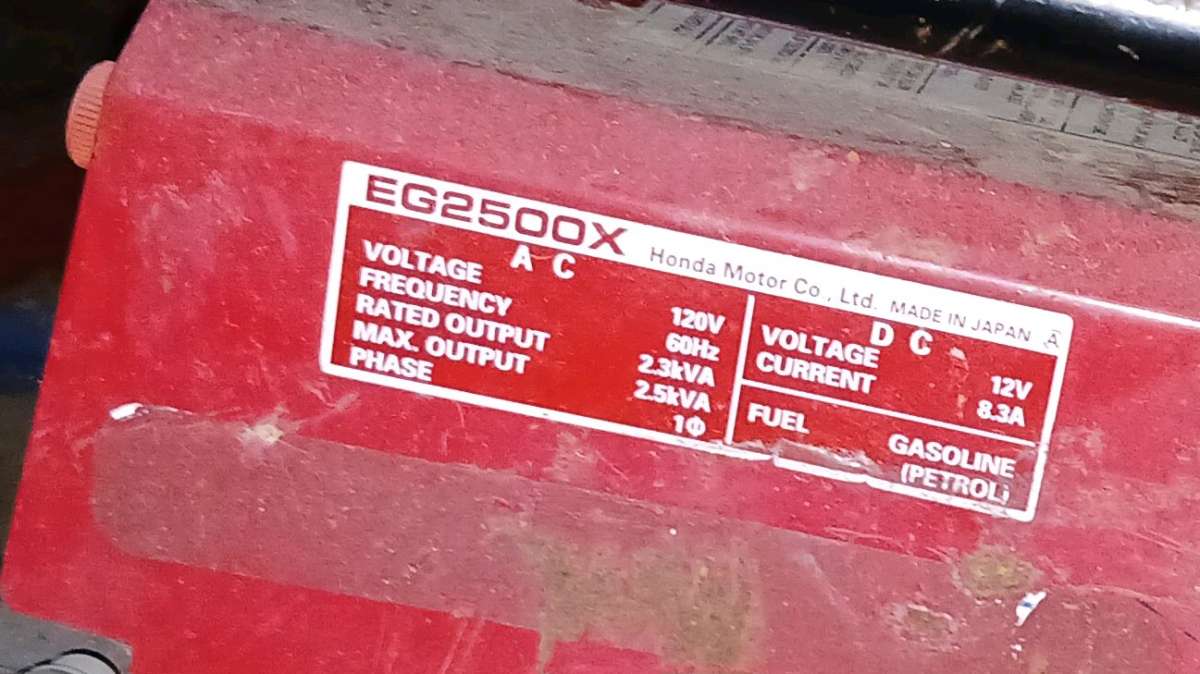 EG2500X Honda Motor Co., Ltd. MADE IN JAPAN A
A C
VOLTAGE 120V
FREQUENCY 60Hz
RATED OUTPUT 2.3kVA
MAX. OUTPUT 2.5kVA
PHASE 1Φ
D C
VOLTAGE 12V
CURRENT 8.3A
FUEL GASOLINE
(PETROL)